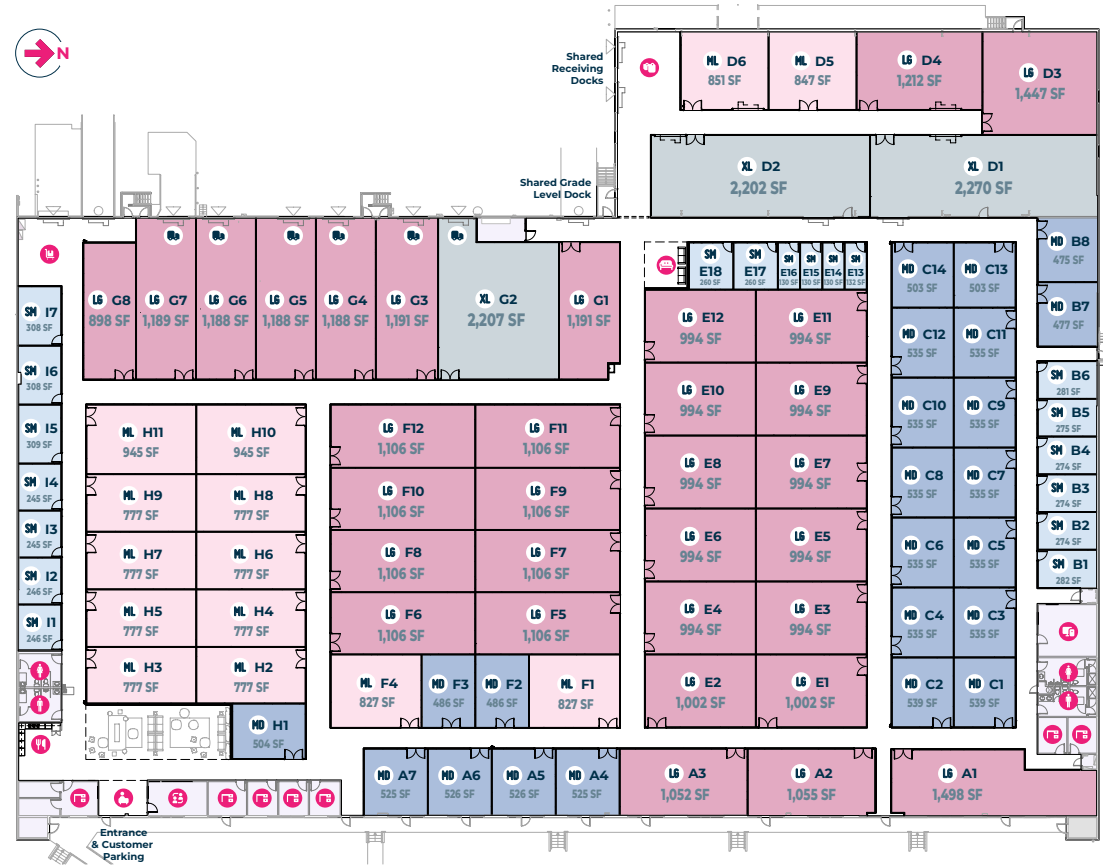 N
Shared
Receiving
Docks
ML D6
851 SF
ML D5
847 SF
LG D4
1,212 SF
LG D3
1,447 SF
Shared Grade
Level Dock
XL D2
2,202 SF
XL D1
2,270 SF
LG G8
898 SF
LG G7
1,189 SF
LG G6
1,188 SF
LG G5
1,188 SF
LG G4
1,188 SF
LG G3
1,191 SF
XL G2
2,207 SF
LG G1
1,191 SF
SM
E18
260 SF
SM
E17
260 SF
SM
E16
130 SF
SM
E15
130 SF
SM
E14
130 SF
SM
E13
132 SF
MD C14
503 SF
MD C13
503 SF
MD B8
475 SF
MD B7
477 SF
SM I7
308 SF
SM I6
308 SF
SM I5
309 SF
SM I4
245 SF
SM I3
245 SF
SM I2
246 SF
SM I1
246 SF
ML H11
945 SF
ML H10
945 SF
ML H9
777 SF
ML H8
777 SF
ML H7
777 SF
ML H6
777 SF
ML H5
777 SF
ML H4
777 SF
ML H3
777 SF
ML H2
777 SF
MD H1
504 SF
LG F12
1,106 SF
LG F11
1,106 SF
LG F10
1,106 SF
LG F9
1,106 SF
LG F8
1,106 SF
LG F7
1,106 SF
LG F6
1,106 SF
LG F5
1,106 SF
ML F4
827 SF
MD F3
486 SF
MD F2
486 SF
ML F1
827 SF
LG E12
994 SF
LG E11
994 SF
LG E10
994 SF
LG E9
994 SF
LG E8
994 SF
LG E7
994 SF
LG E6
994 SF
LG E5
994 SF
LG E4
994 SF
LG E3
994 SF
LG E2
1,002 SF
LG E1
1,002 SF
MD C12
535 SF
MD C11
535 SF
MD C10
535 SF
MD C9
535 SF
MD C8
535 SF
MD C7
535 SF
MD C6
535 SF
MD C5
535 SF
MD C4
535 SF
MD C3
535 SF
MD C2
539 SF
MD C1
539 SF
SM B6
281 SF
SM B5
275 SF
SM B4
274 SF
SM B3
274 SF
SM B2
274 SF
SM B1
282 SF
MD A7
525 SF
MD A6
526 SF
MD A5
526 SF
MD A4
525 SF
LG A3
1,052 SF
LG A2
1,055 SF
LG A1
1,498 SF
Entrance
& Customer
Parking